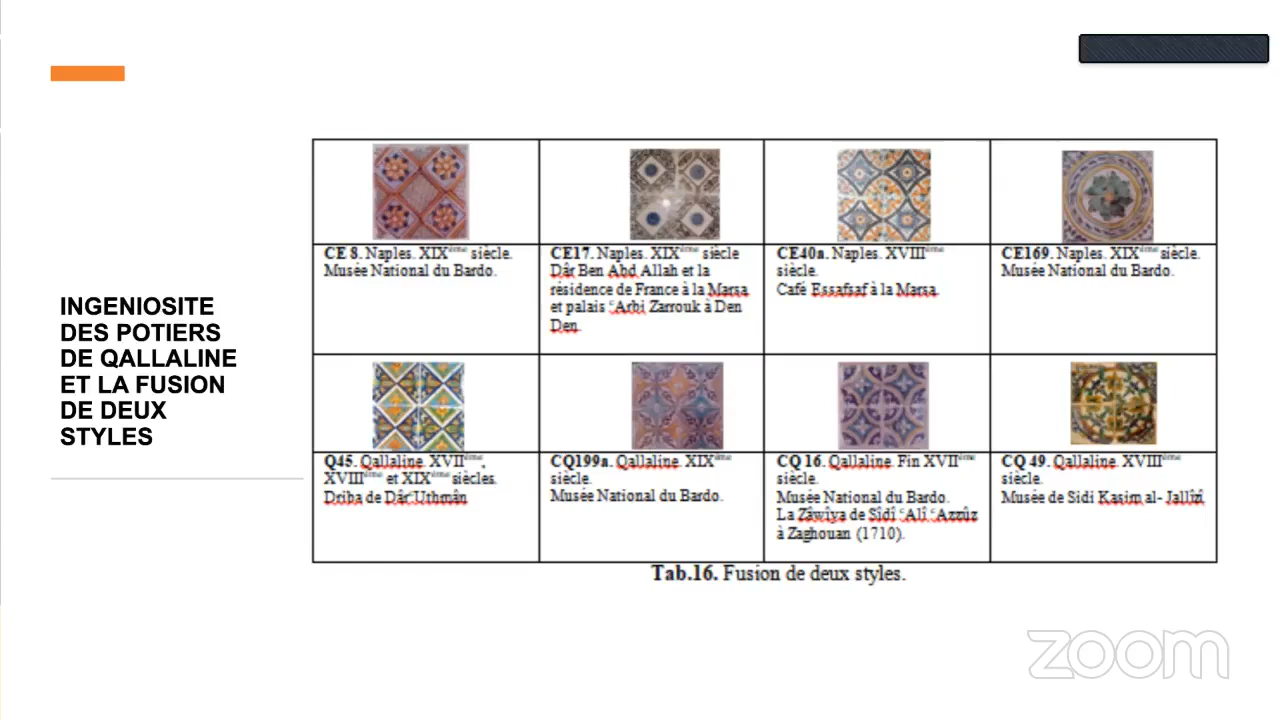 INGENIOSITE
DES POTIERS
DE QALLALINE
ET LA FUSION
DE DEUX
STYLES
CE 8. Naples. XIXème siècle.
Musée National du Bardo.
CE17. Naples. XIXème siècle
Dâr Ben Abd Allah et la
résidence de France à la Marsa
et palais ʿArbi Zarrouk à Den
Den.
CE40a. Naples. XVIIIème
siècle.
Café Essafsaf à la Marsa.
CE169. Naples. XIXème siècle.
Musée National du Bardo.
Q45. Qallaline. XVIIème,
XVIIIème et XIXème siècles.
Driba de Dârʿ Uthmân
CQ199a. Qallaline. XIXème
siècle.
Musée National du Bardo.
CQ 16. Qallaline. Fin XVIIème
siècle.
Musée National du Bardo.
La Zâwîya de Sîdî ʿAlî ʿAzzûz
à Zaghouan (1710).
CQ 49. Qallaline. XVIIIème
siècle.
Musée de Sidi Kasim al- Jallîzî
Tab.16. Fusion de deux styles.
zoom